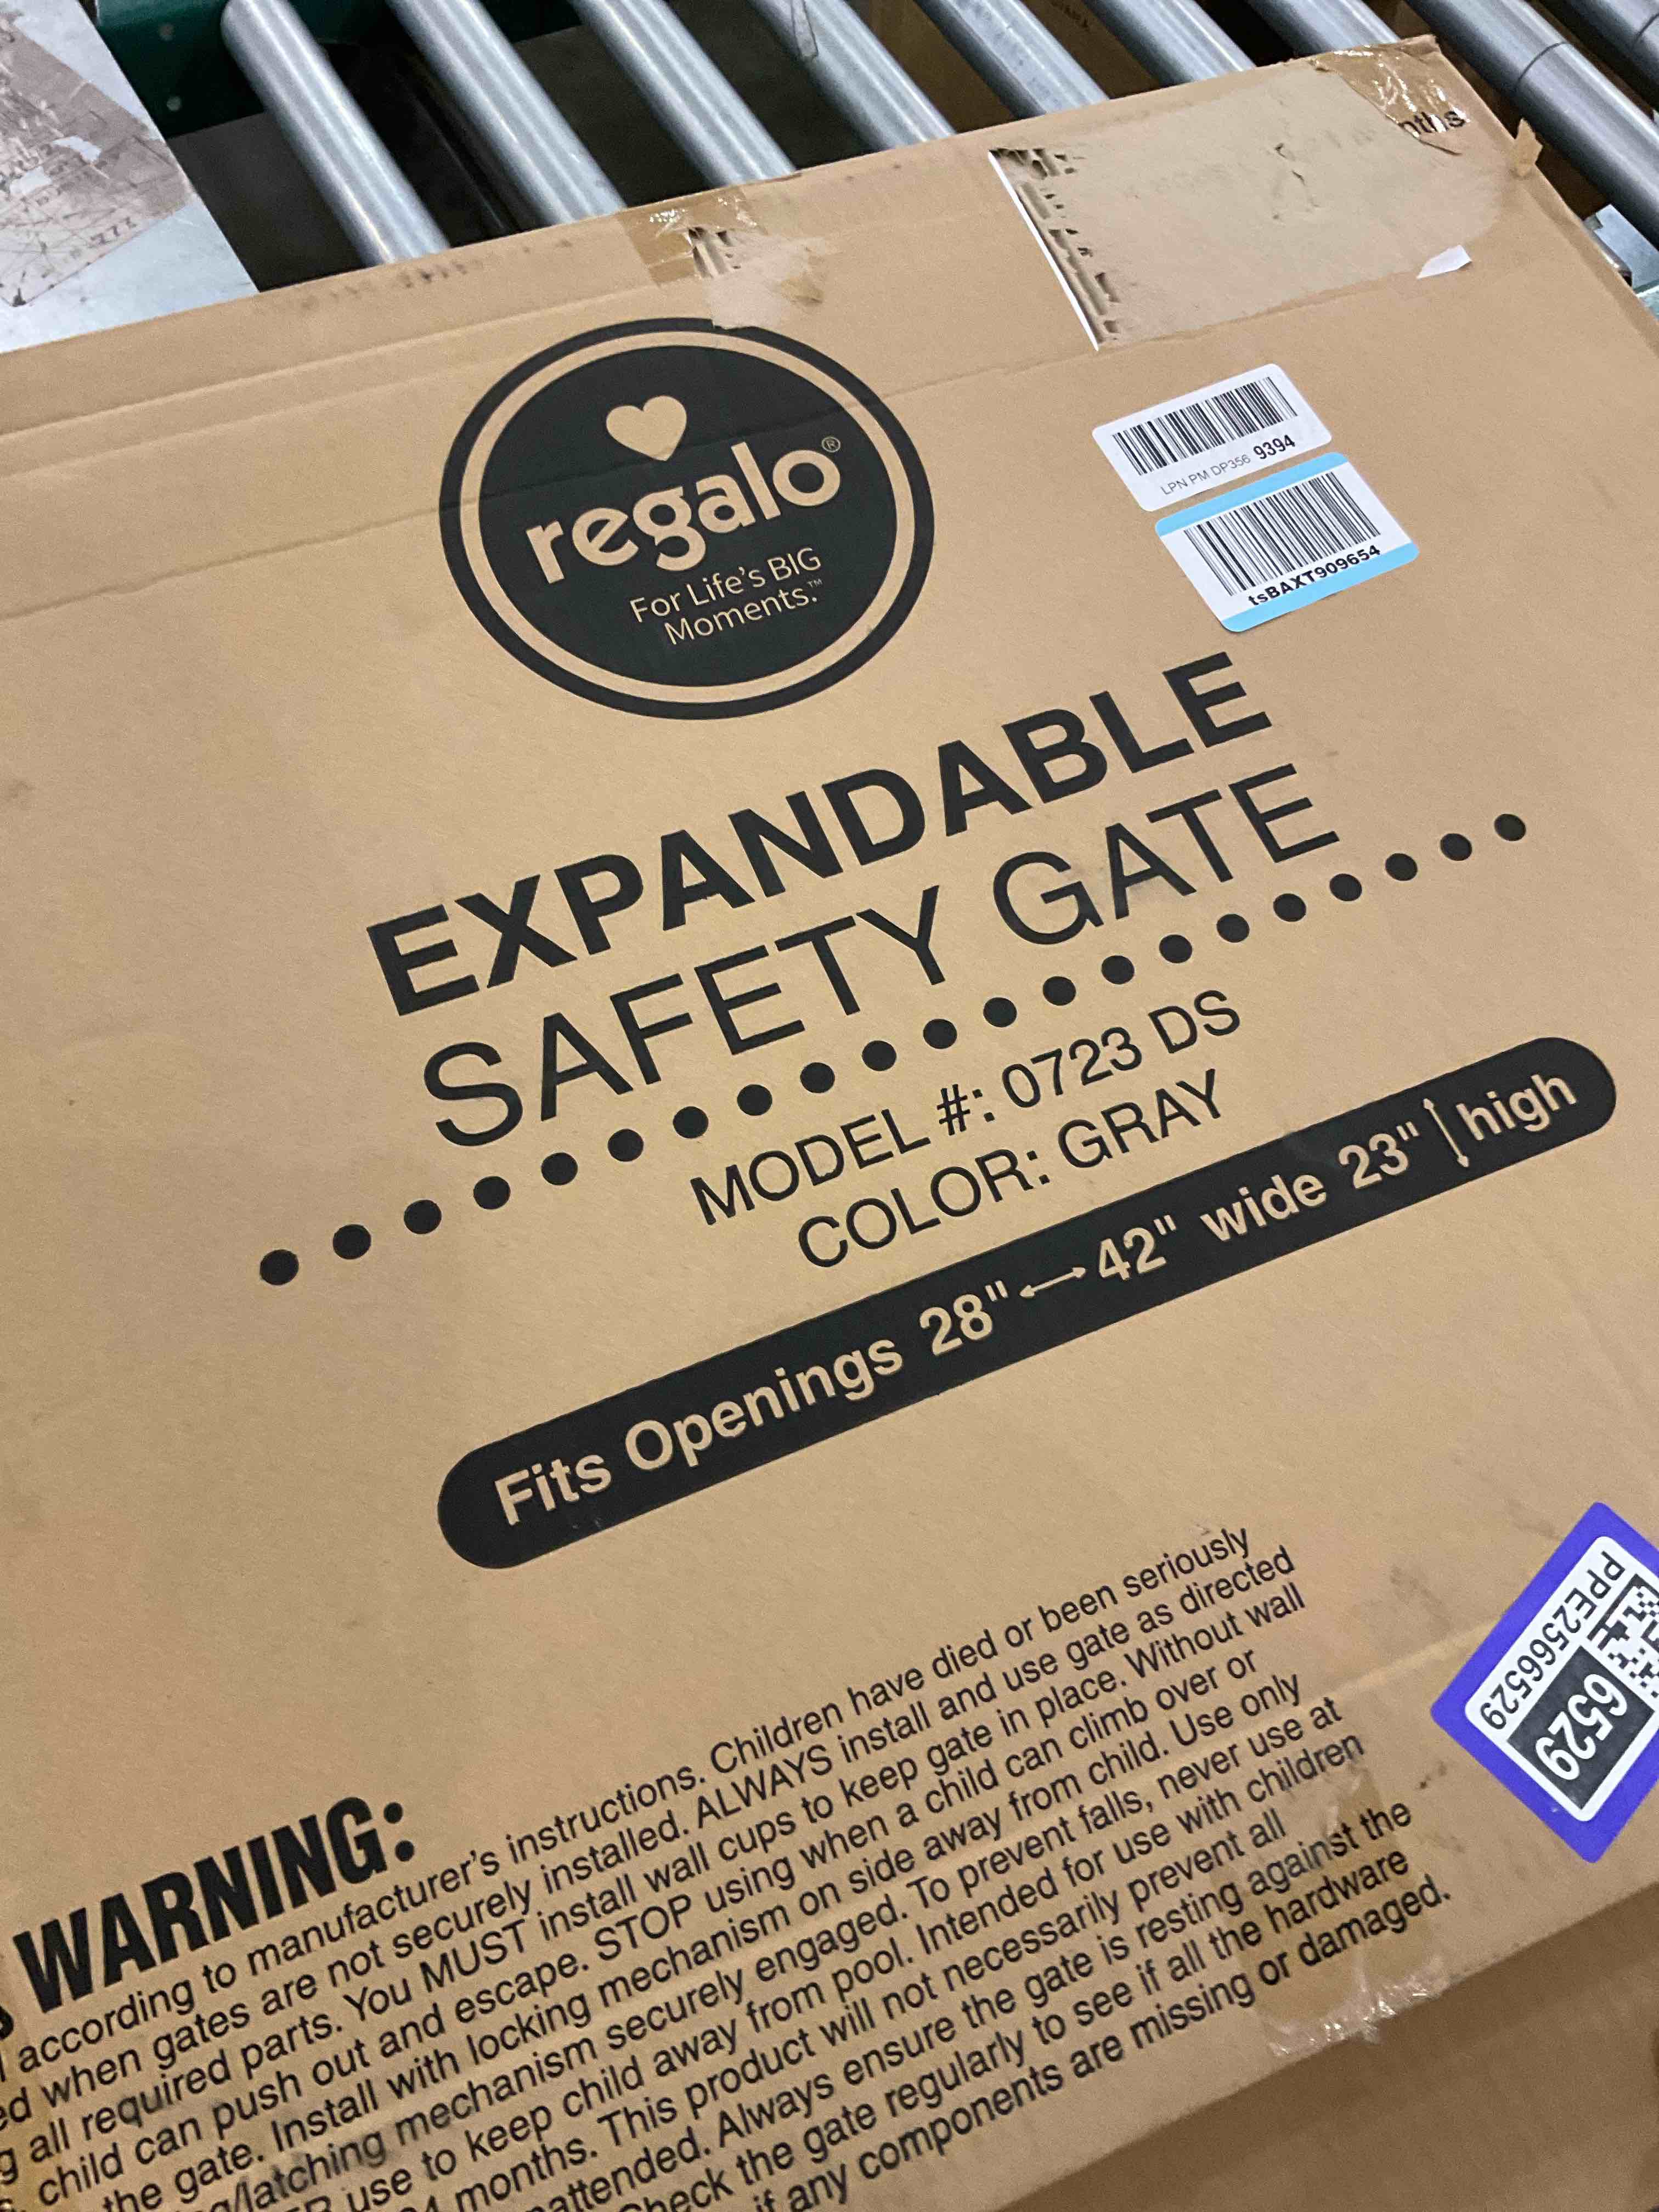 nths
regalo®
For Life's BIG
Moments.™
LPN PM DP356 9394
tsBAXT909654
EXPANDABLE
SAFETY GATE
MODEL #: 0723 DS
COLOR: GRAY
Fits Openings 28" ⟷ 42" wide 23" ↕ high
PPE2566529
6529
WARNING:
according to manufacturer's instructions. Children have died or been seriously
ed when gates are not securely installed. ALWAYS install and use gate as directed
g all required parts. You MUST install wall cups to keep gate in place. Without wall
child can push out and escape. STOP using when a child can climb over or
the gate. Install with locking mechanism on side away from child. Use only
g/latching mechanism securely engaged. To prevent falls, never use at
use to keep child away from pool. Intended for use with children
months. This product will not necessarily prevent all
nattended. Always ensure the gate is resting against the
heck the gate regularly to see if all the hardware
if any components are missing or damaged.